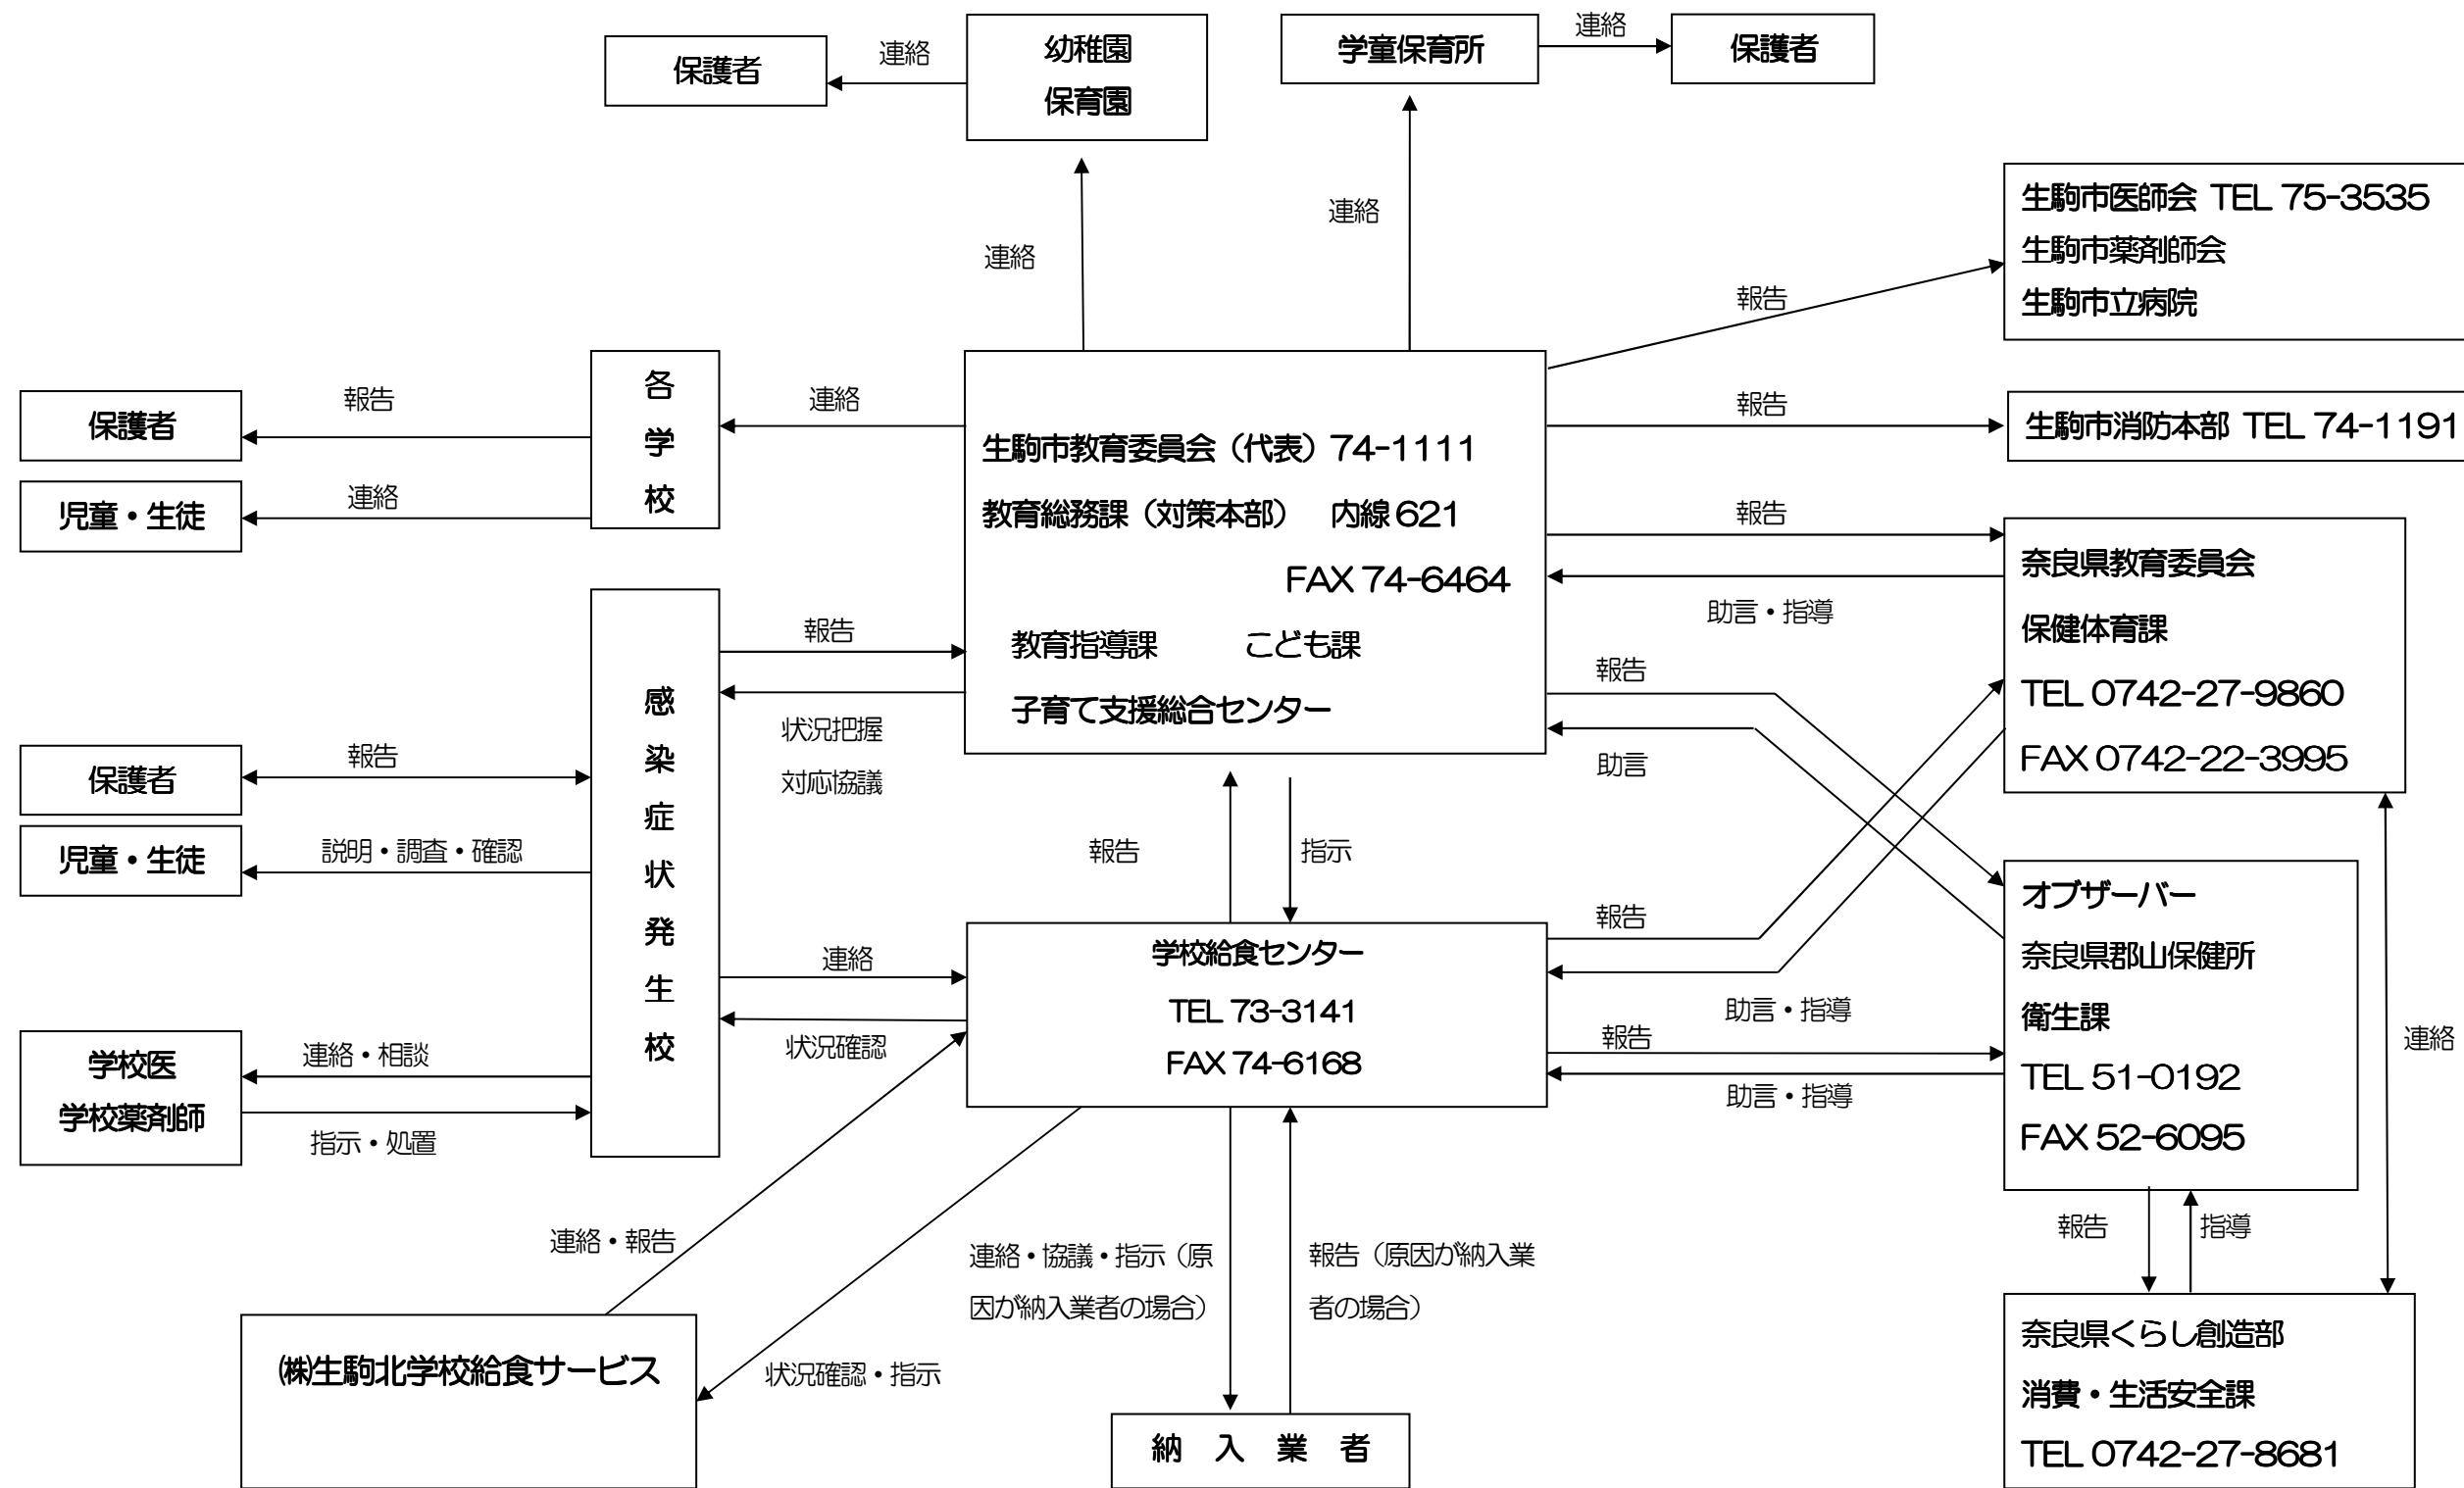 幼稚園
保育園
連絡
保護者
学童保育所
連絡
保護者
連絡
連絡
生駒市医師会 TEL 75-3535
生駒市薬剤師会
生駒市立病院
報告
各学校
連絡
報告
保護者
連絡
児童・生徒
生駒市教育委員会（代表）74-1111
教育総務課（対策本部） 内線 621
FAX 74-6464
教育指導課 こども課
子育て支援総合センター
報告
生駒市消防本部 TEL 74-1191
報告
助言・指導
奈良県教育委員会
保健体育課
TEL 0742-27-9860
FAX 0742-22-3995
報告
助言
感染症状発生校
報告
状況把握
対応協議
報告
保護者
説明・調査・確認
児童・生徒
連絡・相談
学校医
学校薬剤師
指示・処置
報告
指示
連絡
状況確認
学校給食センター
TEL 73-3141
FAX 74-6168
報告
助言・指導
報告
助言・指導
オブザーバー
奈良県郡山保健所
衛生課
TEL 51-0192
FAX 52-6095
連絡
報告
指導
連絡・報告
状況確認・指示
㈱生駒北学校給食サービス
連絡・協議・指示（原
因が納入業者の場合）
報告（原因が納入業
者の場合）
納 入 業 者
奈良県くらし創造部
消費・生活安全課
TEL 0742-27-8681